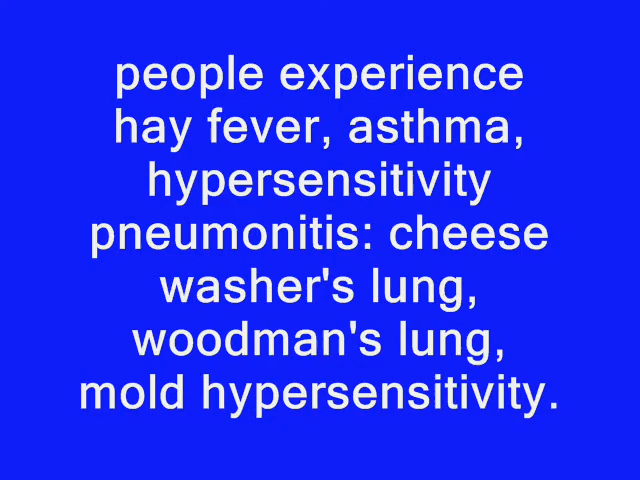 people experience
hay fever, asthma,
hypersensitivity
pneumonitis: cheese
washer's lung,
woodman's lung,
mold hypersensitivity.